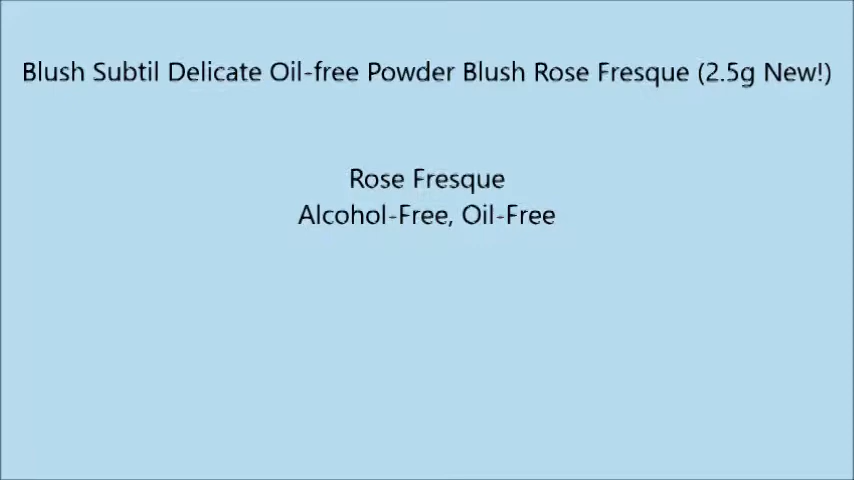 Blush Subtil Delicate Oil-free Powder Blush Rose Fresque (2.5g New!)
Rose Fresque
Alcohol-Free, Oil-Free